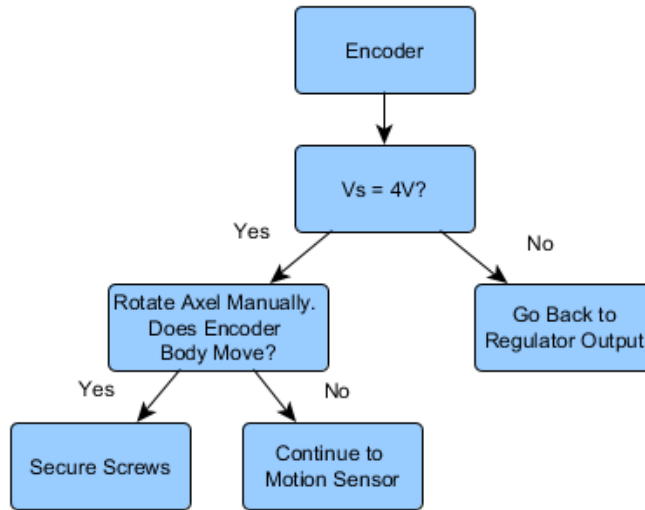 Encoder
Vs = 4V?
Yes
No
Rotate Axel Manually.
Does Encoder
Body Move?
Go Back to
Regulator Output
Yes
No
Secure Screws
Continue to
Motion Sensor